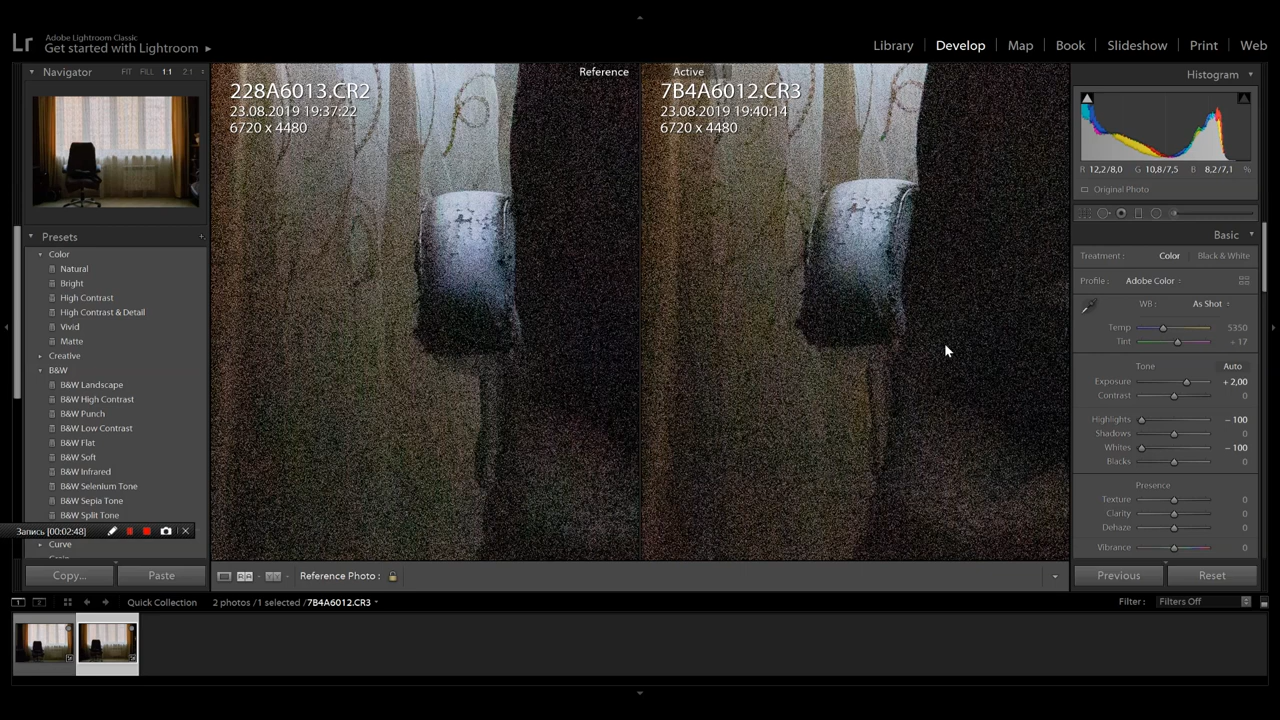 Lr
Adobe Lightroom Classic
Get started with Lightroom
Library
Develop
Map
Book
Slideshow
Print
Web
Navigator
FIT
FILL
1:1
2:1
Presets
Color
Natural
Bright
High Contrast
High Contrast & Detail
Vivid
Matte
Creative
B&W
B&W Landscape
B&W High Contrast
B&W Punch
B&W Low Contrast
B&W Flat
B&W Soft
B&W Infrared
B&W Selenium Tone
B&W Sepia Tone
B&W Split Tone
Запись [00:02:48]
Curve
Copy...
Paste
Reference
228A6013.CR2
23.08.2019 19:37:22
6720 x 4480
Active
7B4A6012.CR3
23.08.2019 19:40:14
6720 x 4480
Reference Photo :
Histogram
R 12,2/8,0 G 10,8/7,5 B 8,2/7,1 %
Original Photo
Basic
Treatment : Color Black & White
Profile : Adobe Color
WB : As Shot
Temp 5350
Tint + 17
Tone Auto
Exposure + 2,00
Contrast 0
Highlights − 100
Shadows 0
Whites − 100
Blacks 0
Presence
Texture 0
Clarity 0
Dehaze 0
Vibrance 0
Previous
Reset
1
2
Quick Collection
2 photos /1 selected /7B4A6012.CR3
Filter :
Filters Off